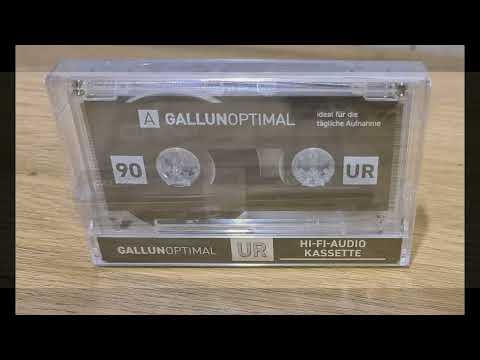 A GALLUNOPTIMAL
ideal für die
tägliche Aufnahme
90
UR
GALLUNOPTIMAL
UR
HI-FI-AUDIO
KASSETTE